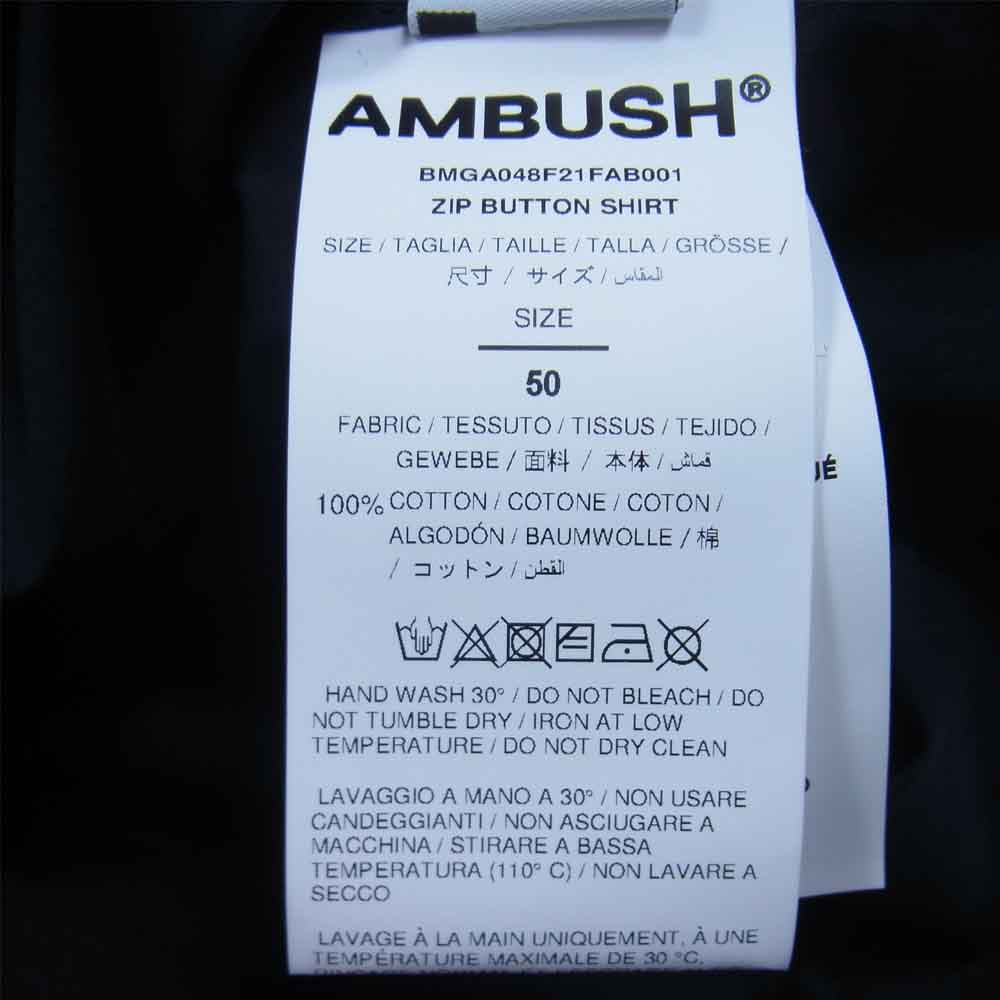 AMBUSH®
BMGA048F21FAB001
ZIP BUTTON SHIRT
SIZE / TAGLIA / TAILLE / TALLA / GRÖSSE /
尺寸 / サイズ / المقاس
SIZE
50
FABRIC / TESSUTO / TISSUS / TEJIDO /
GEWEBE / 面料 / 本体 / قماش
100% COTTON / COTONE / COTON /
ALGODÓN / BAUMWOLLE / 棉
/ コットン / القطن
HAND WASH 30° / DO NOT BLEACH / DO
NOT TUMBLE DRY / IRON AT LOW
TEMPERATURE / DO NOT DRY CLEAN
LAVAGGIO A MANO A 30° / NON USARE
CANDEGGIANTI / NON ASCIUGARE A
MACCHINA / STIRARE A BASSA
TEMPERATURA (110° C) / NON LAVARE A
SECCO
LAVAGE À LA MAIN UNIQUEMENT, À UNE
TEMPÉRATURE MAXIMALE DE 30 °C,